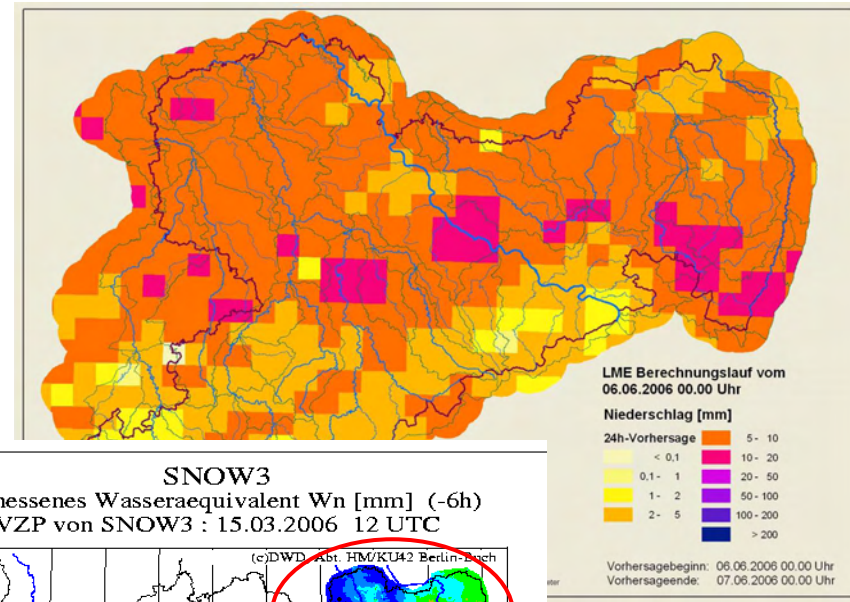 LME Berechnungslauf vom
06.06.2006 00.00 Uhr
Niederschlag [mm]
24h-Vorhersage
< 0,1
0,1 - 1
1 - 2
2 - 5
5 - 10
10 - 20
20 - 50
50 - 100
100 - 200
> 200
Vorhersagebeginn: 06.06.2006 00.00 Uhr
Vorhersageende: 07.06.2006 00.00 Uhr
SNOW3
Wasseraequivalent Wn [mm] (-6h)
VZP von SNOW3 : 15.03.2006 12 UTC
(c)DWD Abt. HM/KU42 Berlin-Buch